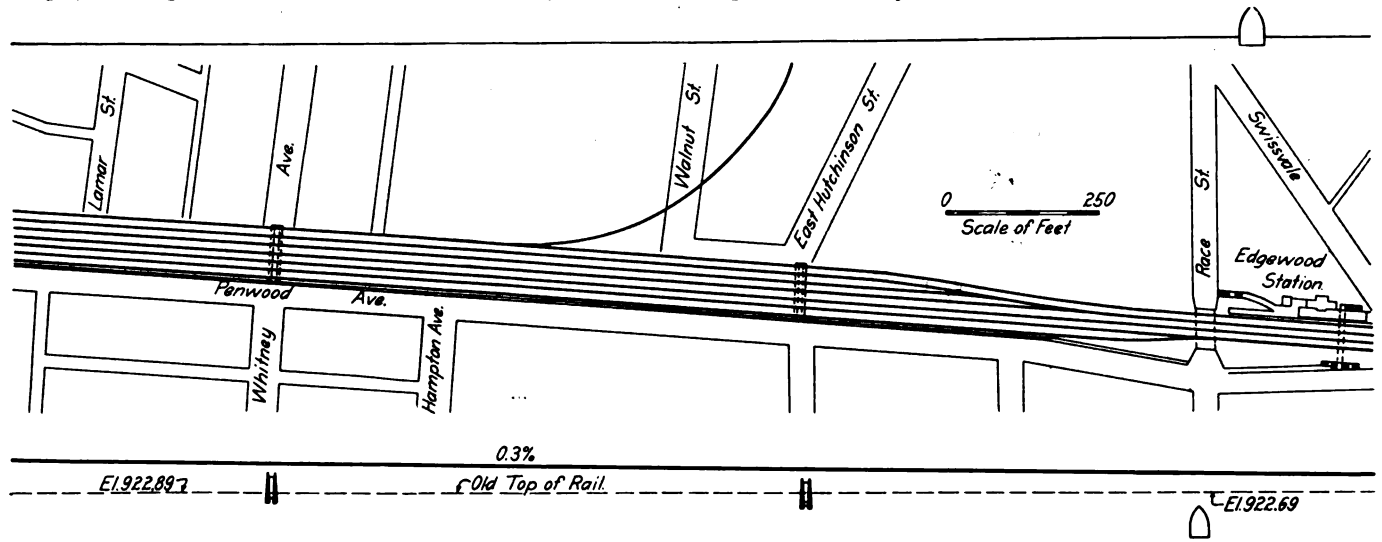 Lamar St.
Ave.
Walnut St.
East Hutchinson St.
0 250
Scale of Feet
Race St.
Swissvale
Edgewood
Station
Penwood Ave.
Whitney
Hampton Ave.
0.3%
El.922.89
Old Top of Rail.
El.922.69